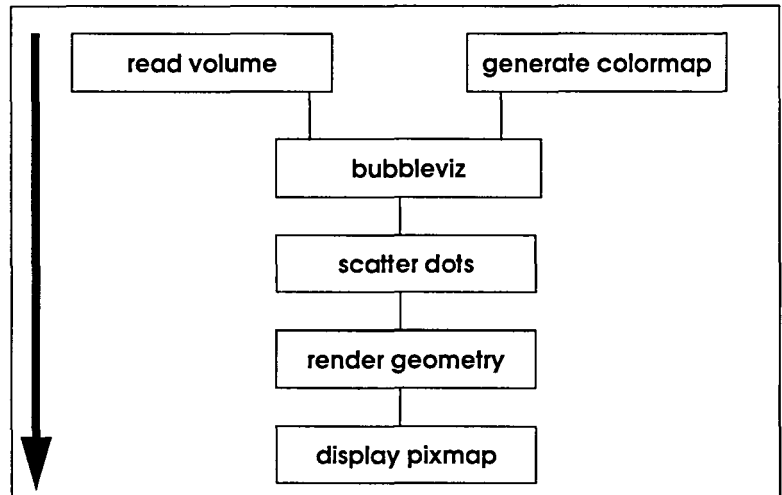 read volume
generate colormap
bubbleviz
scatter dots
render geometry
display pixmap